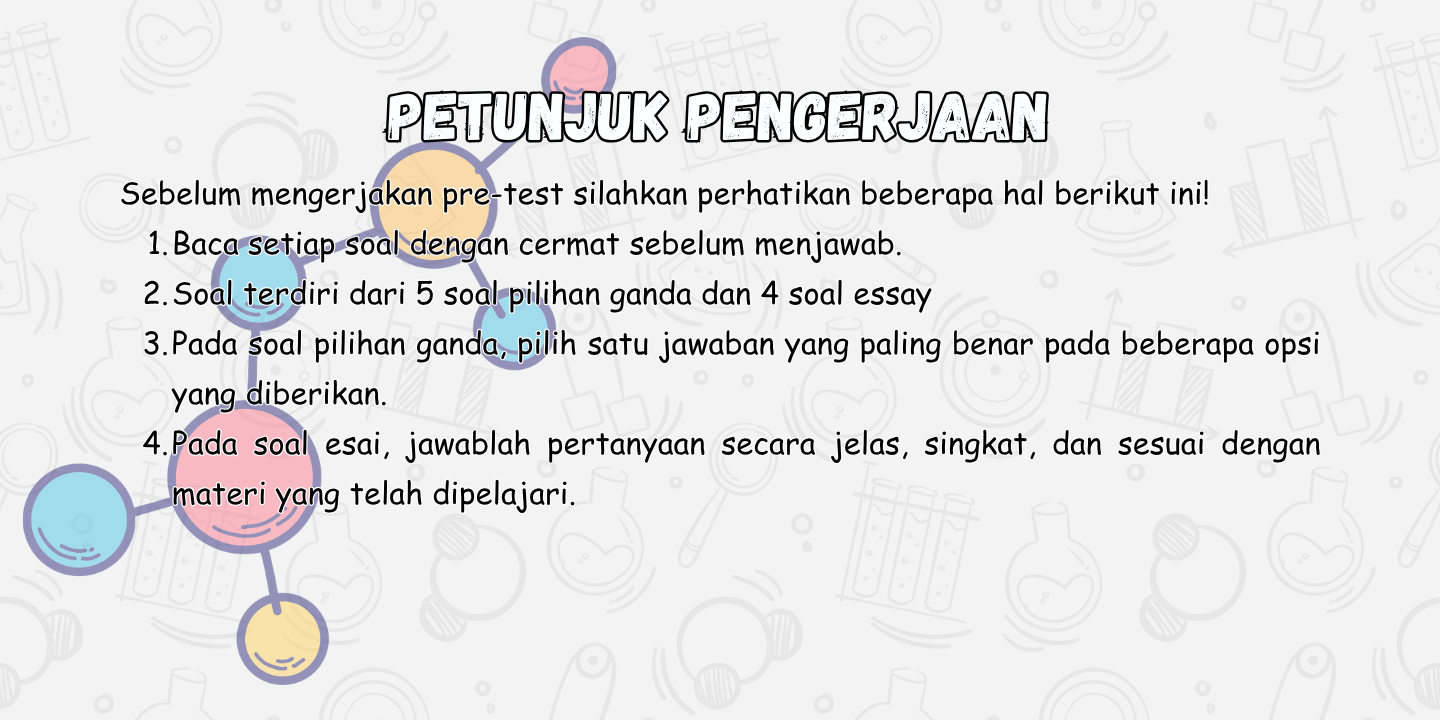 PETUNJUK PENGERJAAN
Sebelum mengerjakan pre-test silahkan perhatikan beberapa hal berikut ini!
1. Baca setiap soal dengan cermat sebelum menjawab.
2. Soal terdiri dari 5 soal pilihan ganda dan 4 soal essay
3. Pada soal pilihan ganda, pilih satu jawaban yang paling benar pada beberapa opsi
yang diberikan.
4. Pada soal esai, jawablah pertanyaan secara jelas, singkat, dan sesuai dengan
materi yang telah dipelajari.